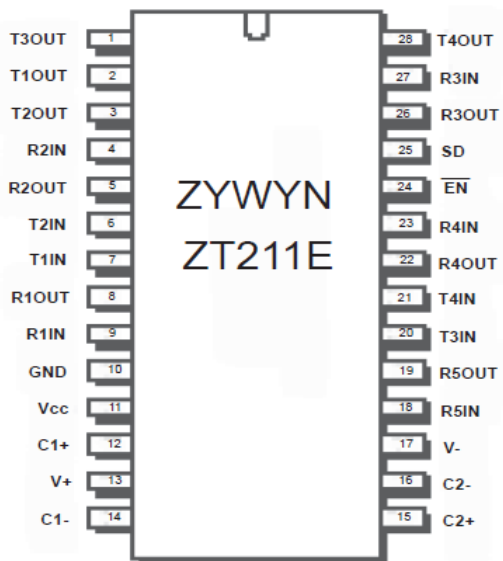 T3OUT 1 28 T4OUT
T1OUT 2 27 R3IN
T2OUT 3 26 R3OUT
R2IN 4 25 SD
R2OUT 5 24 E̅N̅
T2IN 6 23 R4IN
T1IN 7 22 R4OUT
R1OUT 8 21 T4IN
R1IN 9 20 T3IN
GND 10 19 R5OUT
Vcc 11 18 R5IN
C1+ 12 17 V-
V+ 13 16 C2-
C1- 14 15 C2+
ZYWYN
ZT211E